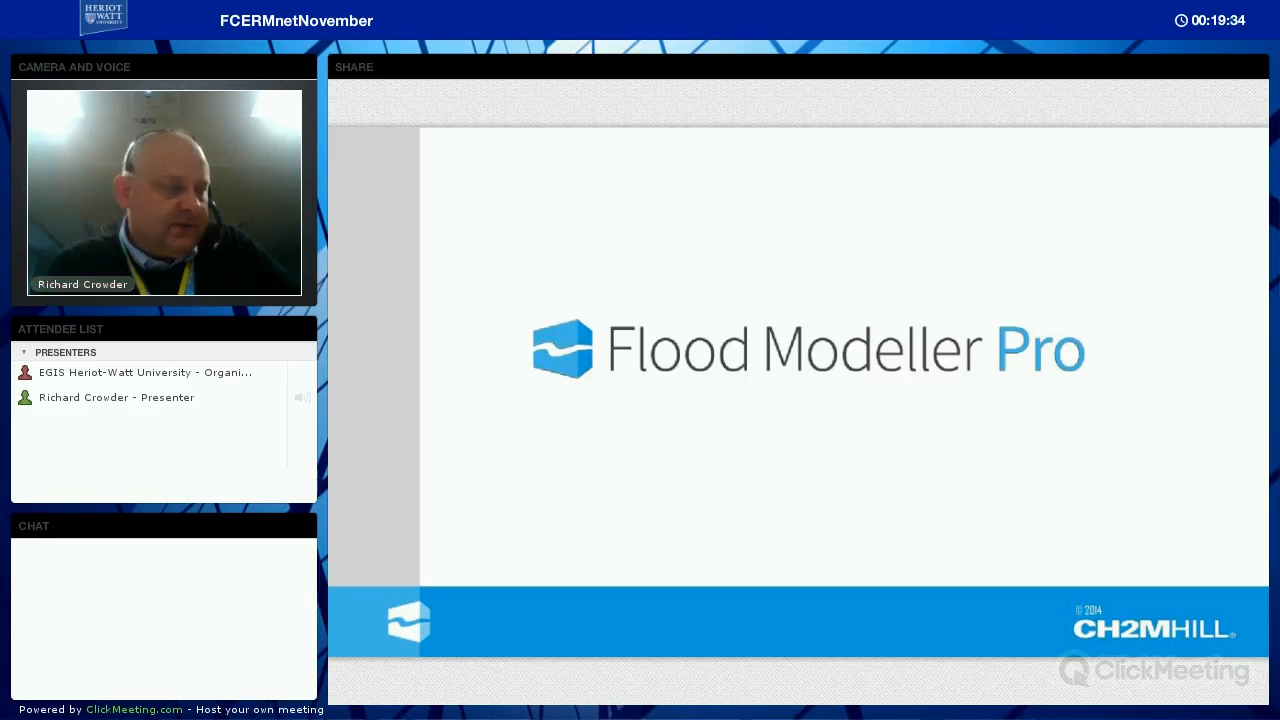 HERIOT
WATT
UNIVERSITY
FCERMnetNovember
00:19:34
CAMERA AND VOICE
Richard Crowder
ATTENDEE LIST
PRESENTERS
EGIS Heriot-Watt University - Organi...
Richard Crowder - Presenter
CHAT
Powered by ClickMeeting.com - Host your own meeting
SHARE
Flood Modeller Pro
© 2014
CH2MHILL®
ClickMeeting